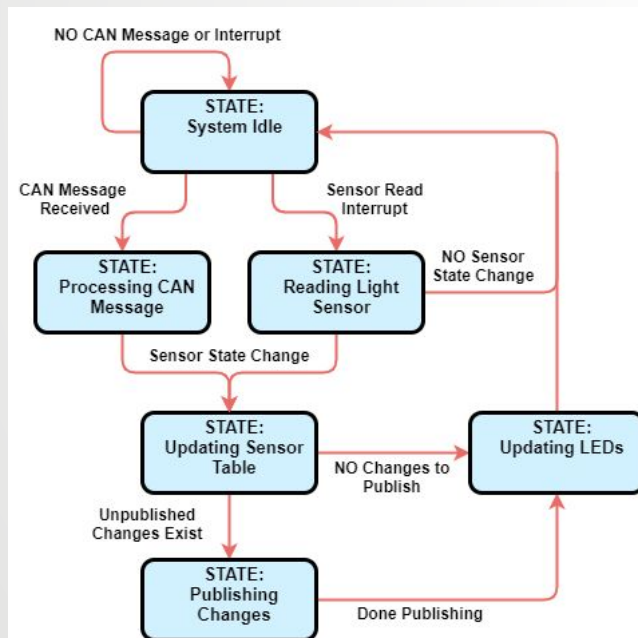 NO CAN Message or Interrupt
STATE:
System Idle
CAN Message
Received
Sensor Read
Interrupt
STATE:
Processing CAN
Message
STATE:
Reading Light
Sensor
NO Sensor
State Change
Sensor State Change
STATE:
Updating Sensor
Table
STATE:
Updating LEDs
NO Changes to
Publish
Unpublished
Changes Exist
STATE:
Publishing
Changes
Done Publishing